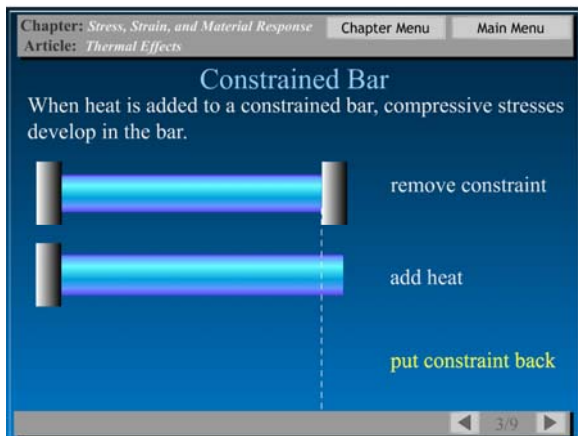 Chapter: Stress, Strain, and Material Response
Chapter Menu
Main Menu
Article: Thermal Effects
Constrained Bar
When heat is added to a constrained bar, compressive stresses
develop in the bar.
remove constraint
add heat
put constraint back
3/9